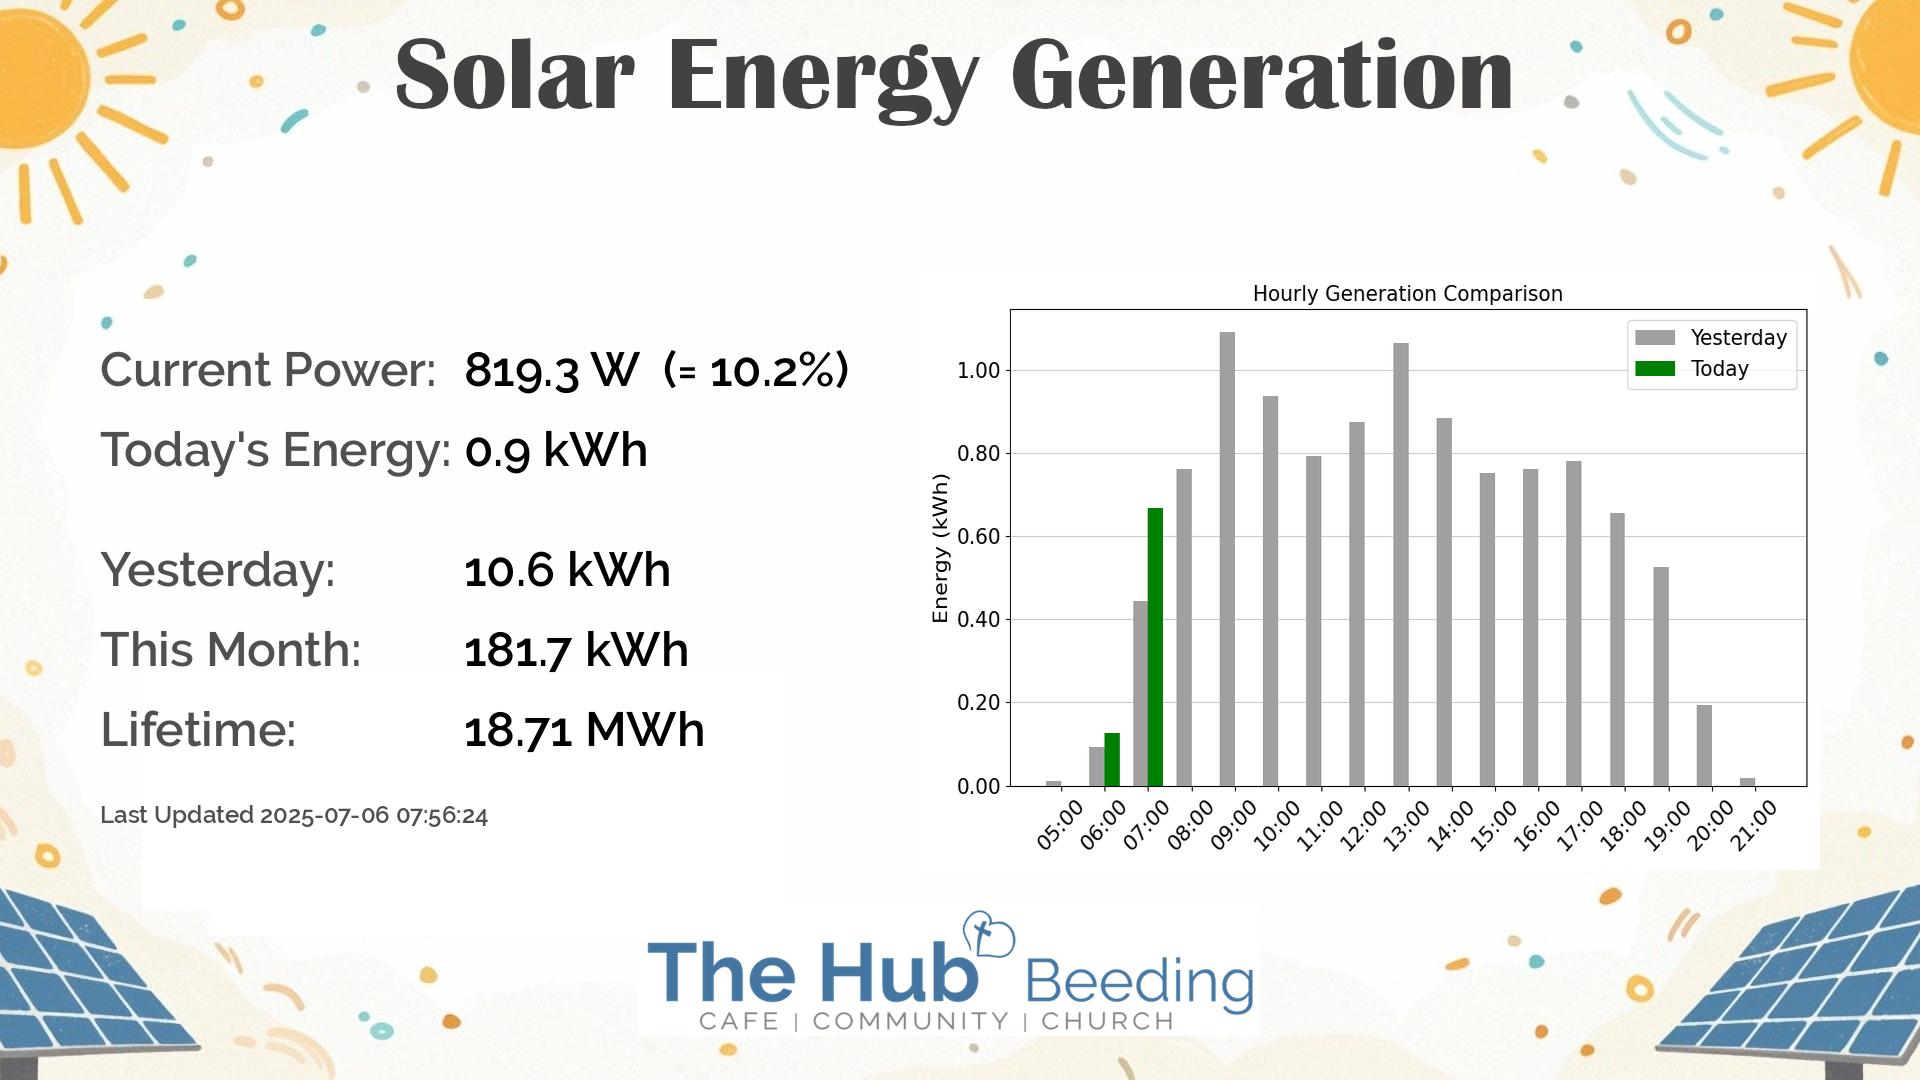 Solar Energy Generation
Current Power: 819.3 W (= 10.2%)
Today's Energy: 0.9 kWh
Yesterday: 10.6 kWh
This Month: 181.7 kWh
Lifetime: 18.71 MWh
Last Updated 2025-07-06 07:56:24
Hourly Generation Comparison
Yesterday
Today
Energy (kWh)
1.00
0.80
0.60
0.40
0.20
0.00
05:00 06:00 07:00 08:00 09:00 10:00 11:00 12:00 13:00 14:00 15:00 16:00 17:00 18:00 19:00 20:00 21:00
The Hub Beeding
CAFE | COMMUNITY | CHURCH